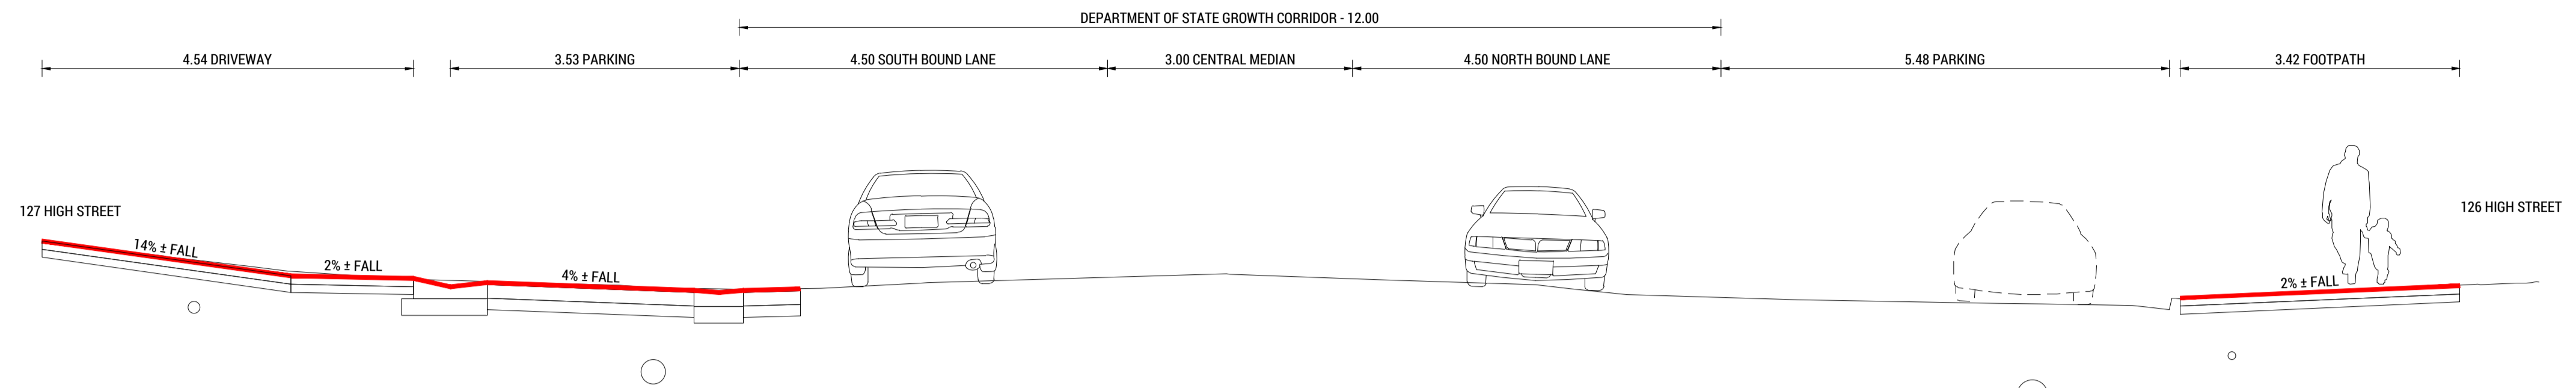 DEPARTMENT OF STATE GROWTH CORRIDOR - 12.00
4.54 DRIVEWAY
3.53 PARKING
4.50 SOUTH BOUND LANE
3.00 CENTRAL MEDIAN
4.50 NORTH BOUND LANE
5.48 PARKING
3.42 FOOTPATH
127 HIGH STREET
126 HIGH STREET
14% ± FALL
2% ± FALL
4% ± FALL
2% ± FALL